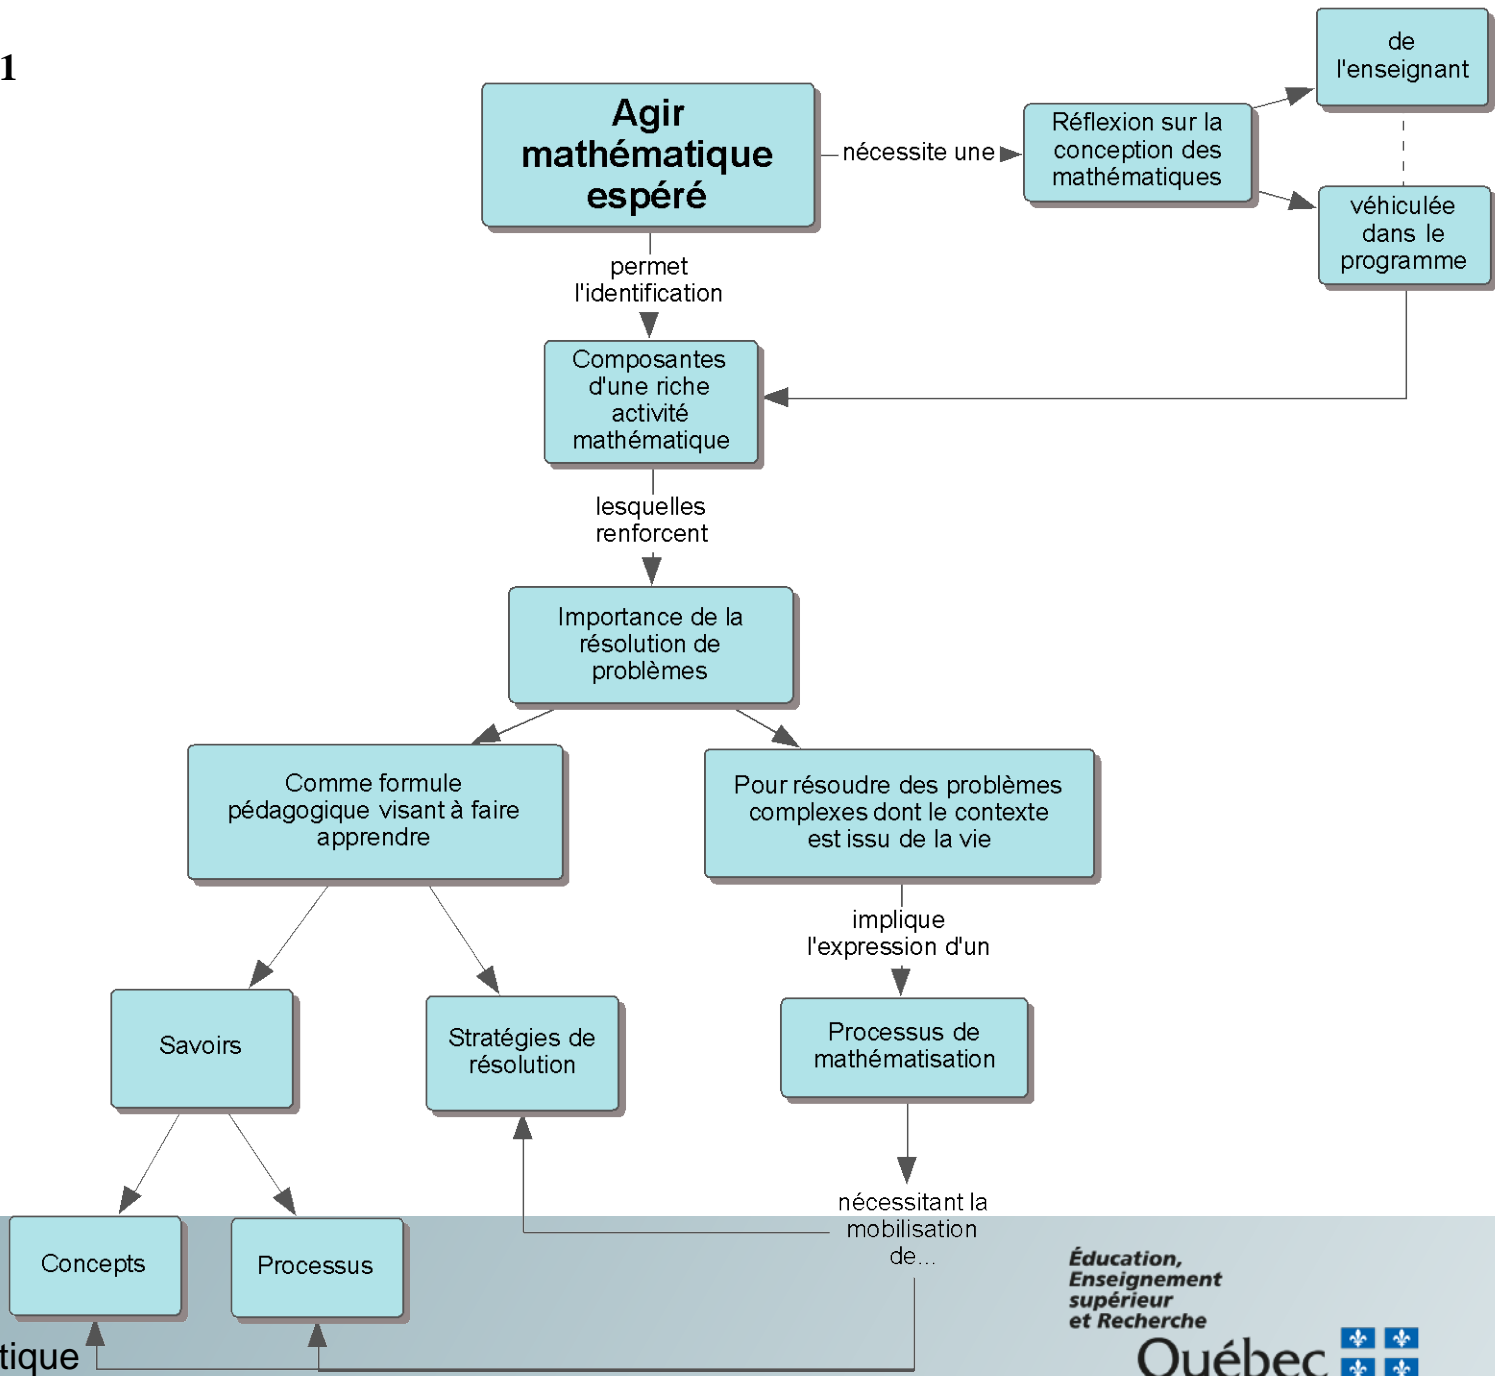 1
de
l'enseignant
Agir
mathématique
espéré
nécessite une
Réflexion sur la
conception des
mathématiques
véhiculée
dans le
programme
permet
l'identification
Composantes
d'une riche
activité
mathématique
lesquelles
renforcent
Importance de la
résolution de
problèmes
Comme formule
pédagogique visant à faire
apprendre
Pour résoudre des problèmes
complexes dont le contexte
est issu de la vie
implique
l'expression d'un
Savoirs
Stratégies de
résolution
Processus de
mathématisation
nécessitant la
mobilisation
de...
Concepts
Processus
Éducation,
Enseignement
supérieur
et Recherche
Québec
tique